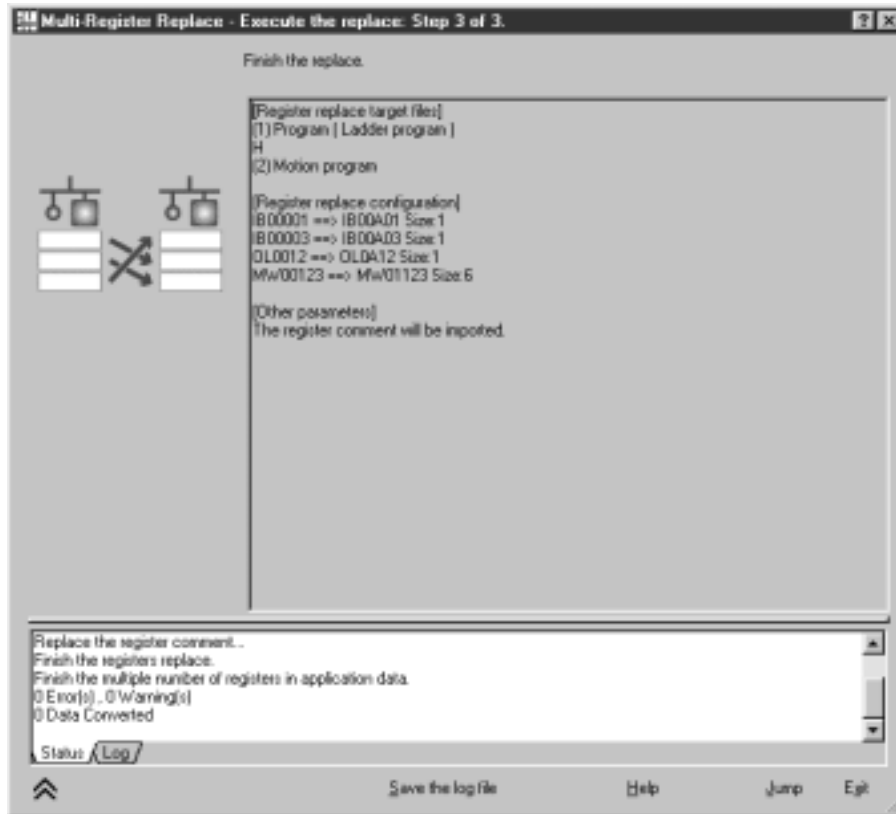 Multi-Register Replace - Execute the replace: Step 3 of 3.
Finish the replace.
[Register replace target files]
(1) Program [ Ladder program ]
H
(2) Motion program
[Register replace configuration]
IB00001 ==> IB00A01 Size:1
IB00003 ==> IB00A03 Size:1
OL0012 ==> OL0A12 Size:1
MW00123 ==> MW01123 Size:6
[Other parameters]
The register comment will be imported.
Replace the register comment...
Finish the registers replace.
Finish the multiple number of registers in application data.
0 Error(s) , 0 Warning(s)
0 Data Converted
Status Log
Save the log file Help Jump Exit